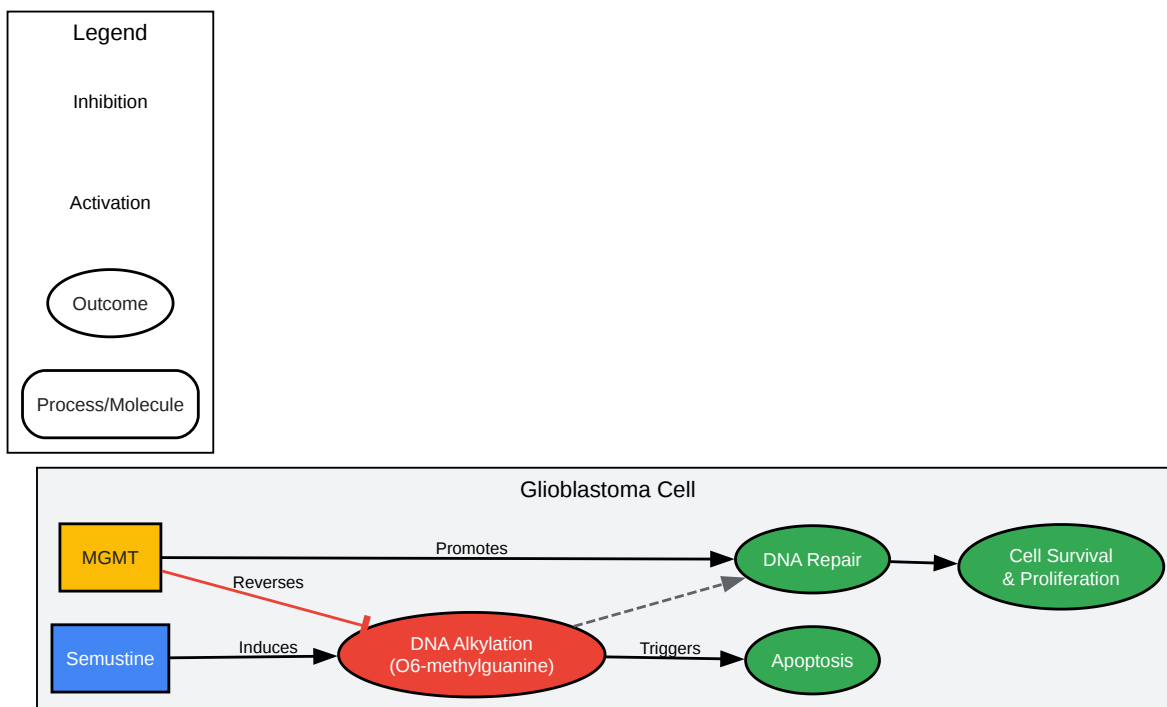 Legend
Inhibition
Activation
Outcome
Process/Molecule
Glioblastoma Cell
MGMT
Promotes
DNA Repair
Cell Survival
& Proliferation
Reverses
Semustine
Induces
DNA Alkylation
(O6-methylguanine)
Triggers
Apoptosis